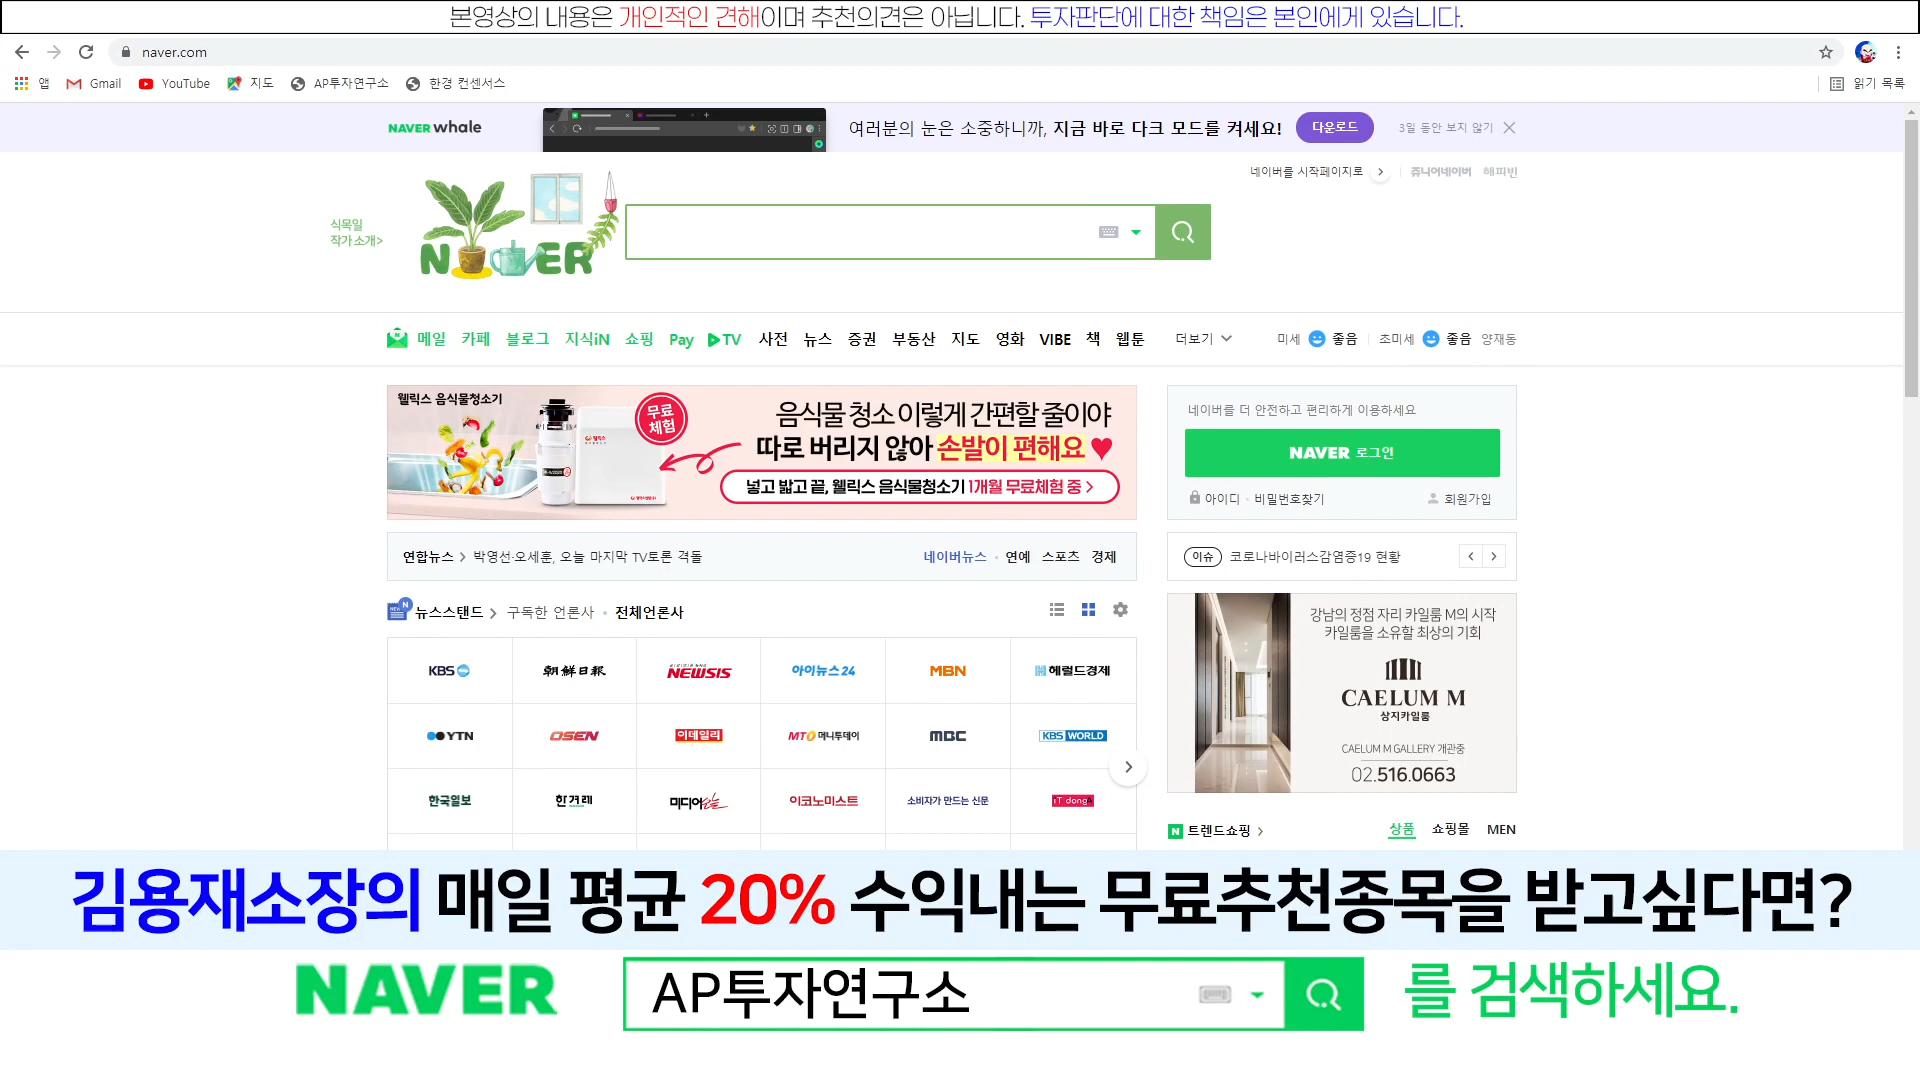 본영상의 내용은 개인적인 견해이며 추천의견은 아닙니다. 투자판단에 대한 책임은 본인에게 있습니다.
naver.com
앱 Gmail YouTube 지도 AP투자연구소 한경 컨센서스 읽기 목록
NAVER whale 여러분의 눈은 소중하니까, 지금 바로 다크 모드를 켜세요! 다운로드 3일 동안 보지 않기
네이버를 시작페이지로 쥬니어네이버 해피빈
식목일
작가 소개>
NAVER
메일 카페 블로그 지식iN 쇼핑 Pay TV 사전 뉴스 증권 부동산 지도 영화 VIBE 책 웹툰 더보기 미세 좋음 초미세 좋음 양재동
웰릭스 음식물청소기
무료
체험
음식물 청소 이렇게 간편할 줄이야
따로 버리지 않아 손발이 편해요
넣고 밟고 끝, 웰릭스 음식물청소기 1개월 무료체험 중 >
네이버를 더 안전하고 편리하게 이용하세요
NAVER 로그인
아이디 · 비밀번호찾기 회원가입
연합뉴스 > 박영선·오세훈, 오늘 마지막 TV토론 격돌 네이버뉴스 · 연예 스포츠 경제
이슈 코로나바이러스감염증19 현황
뉴스스탠드 > 구독한 언론사 · 전체언론사
KBS 朝鮮日報 NEWSIS 아이뉴스24 MBN 헤럴드경제
YTN OSEN 이데일리 MTO 머니투데이 MBC KBS WORLD
한국일보 한겨레 미디어오늘 이코노미스트 소비자가 만드는 신문 IT dongA
강남의 정점 자리 카일룸 M의 시작
카일룸을 소유할 최상의 기회
CAELUM M
상지카일룸
CAELUM M GALLERY 개관중
02.516.0663
트렌드쇼핑 > 상품 쇼핑몰 MEN
김용재소장의 매일 평균 20% 수익내는 무료추천종목을 받고싶다면?
NAVER AP투자연구소 를 검색하세요.